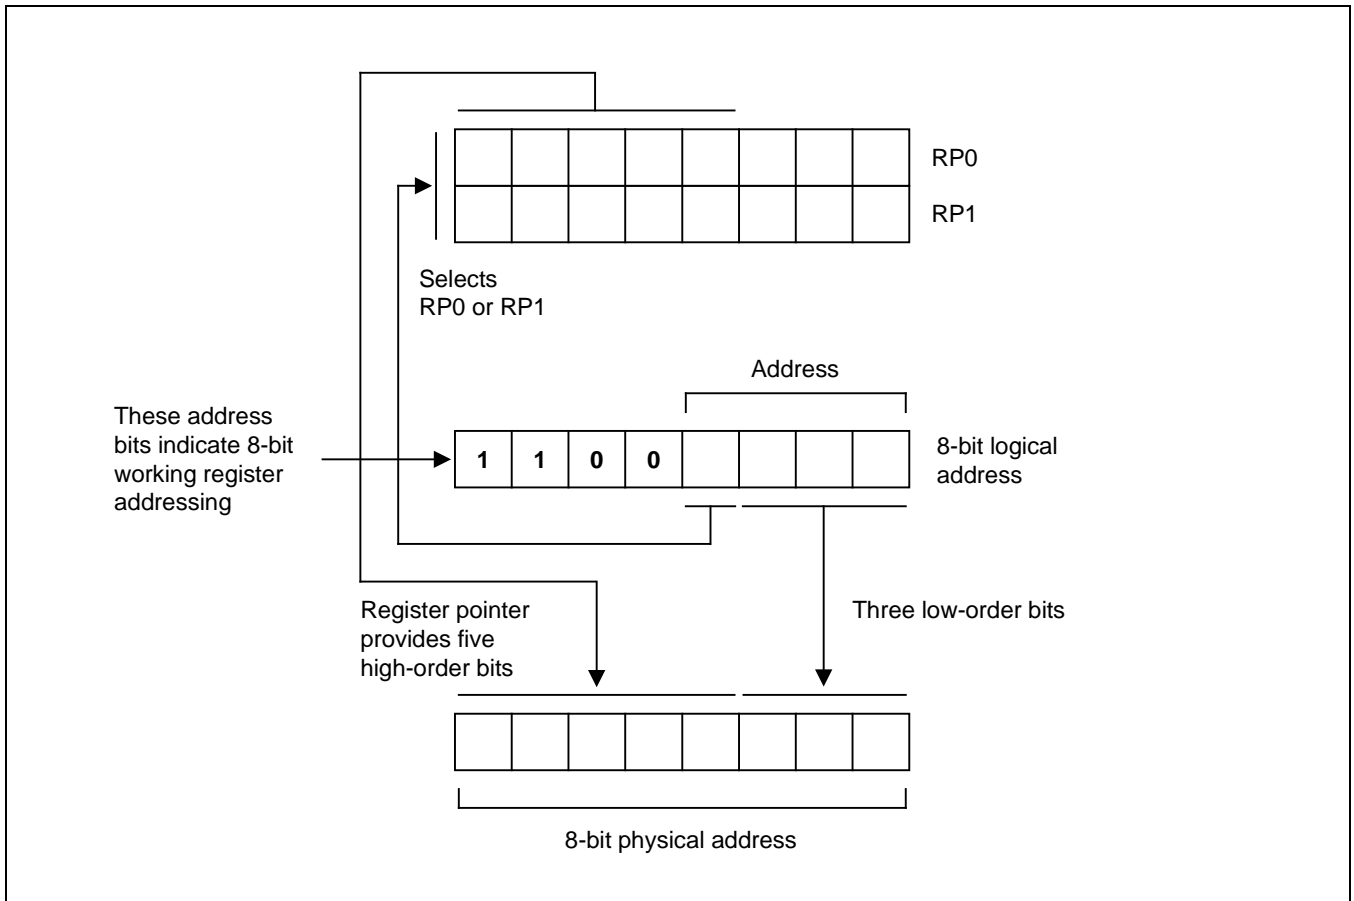 RP0
RP1
Selects
RP0 or RP1
Address
These address
bits indicate 8-bit
working register
addressing
1 1 0 0
8-bit logical
address
Register pointer
provides five
high-order bits
Three low-order bits
8-bit physical address